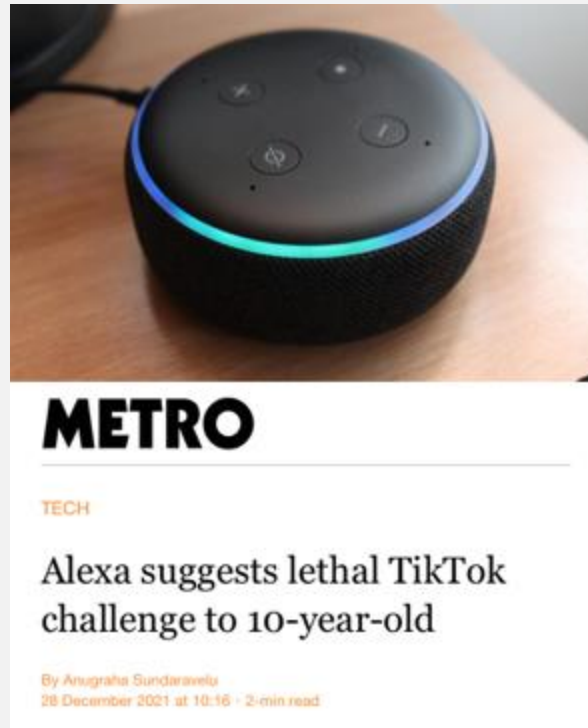 METRO
TECH
Alexa suggests lethal TikTok
challenge to 10-year-old
By Anugraha Sundaravelu
28 December 2021 at 10:16 · 2-min read